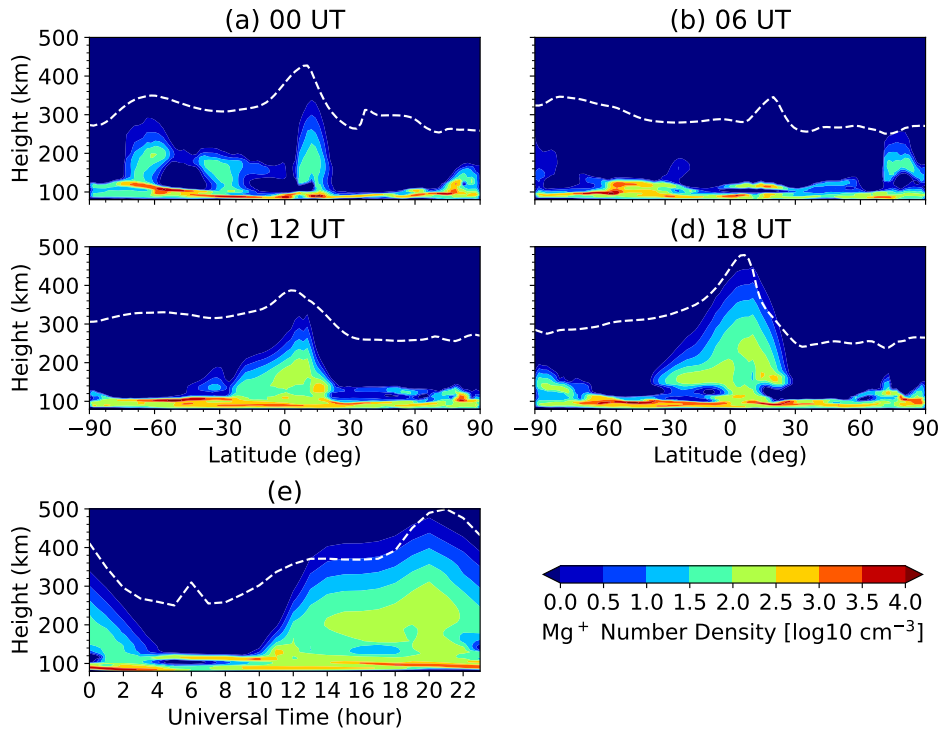 (a) 00 UT
(b) 06 UT
500
400
300
200
100
Height (km)
(c) 12 UT
(d) 18 UT
500
400
300
200
100
Height (km)
−90 −60 −30 0 30 60 90
−90 −60 −30 0 30 60 90
Latitude (deg)
Latitude (deg)
(e)
500
400
300
200
100
Height (km)
0 2 4 6 8 10 12 14 16 18 20 22
Universal Time (hour)
0.0 0.5 1.0 1.5 2.0 2.5 3.0 3.5 4.0
Mg⁺ Number Density [log10 cm⁻³]